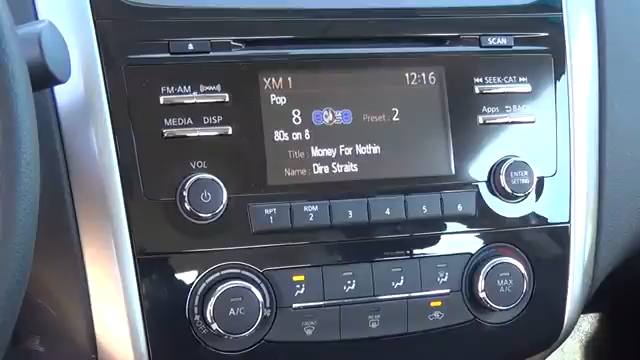 SCAN
FM·AM (((XM)))
MEDIA DISP
VOL
XM 1 12:16
Pop
8 Preset: 2
80s on 8
Title: Money For Nothin
Name: Dire Straits
SEEK·CAT
Apps BACK
ENTER
SETTING
RPT
1
RDM
2
3
4
5
6
A/C
OFF
FRONT
REAR
MAX
A/C